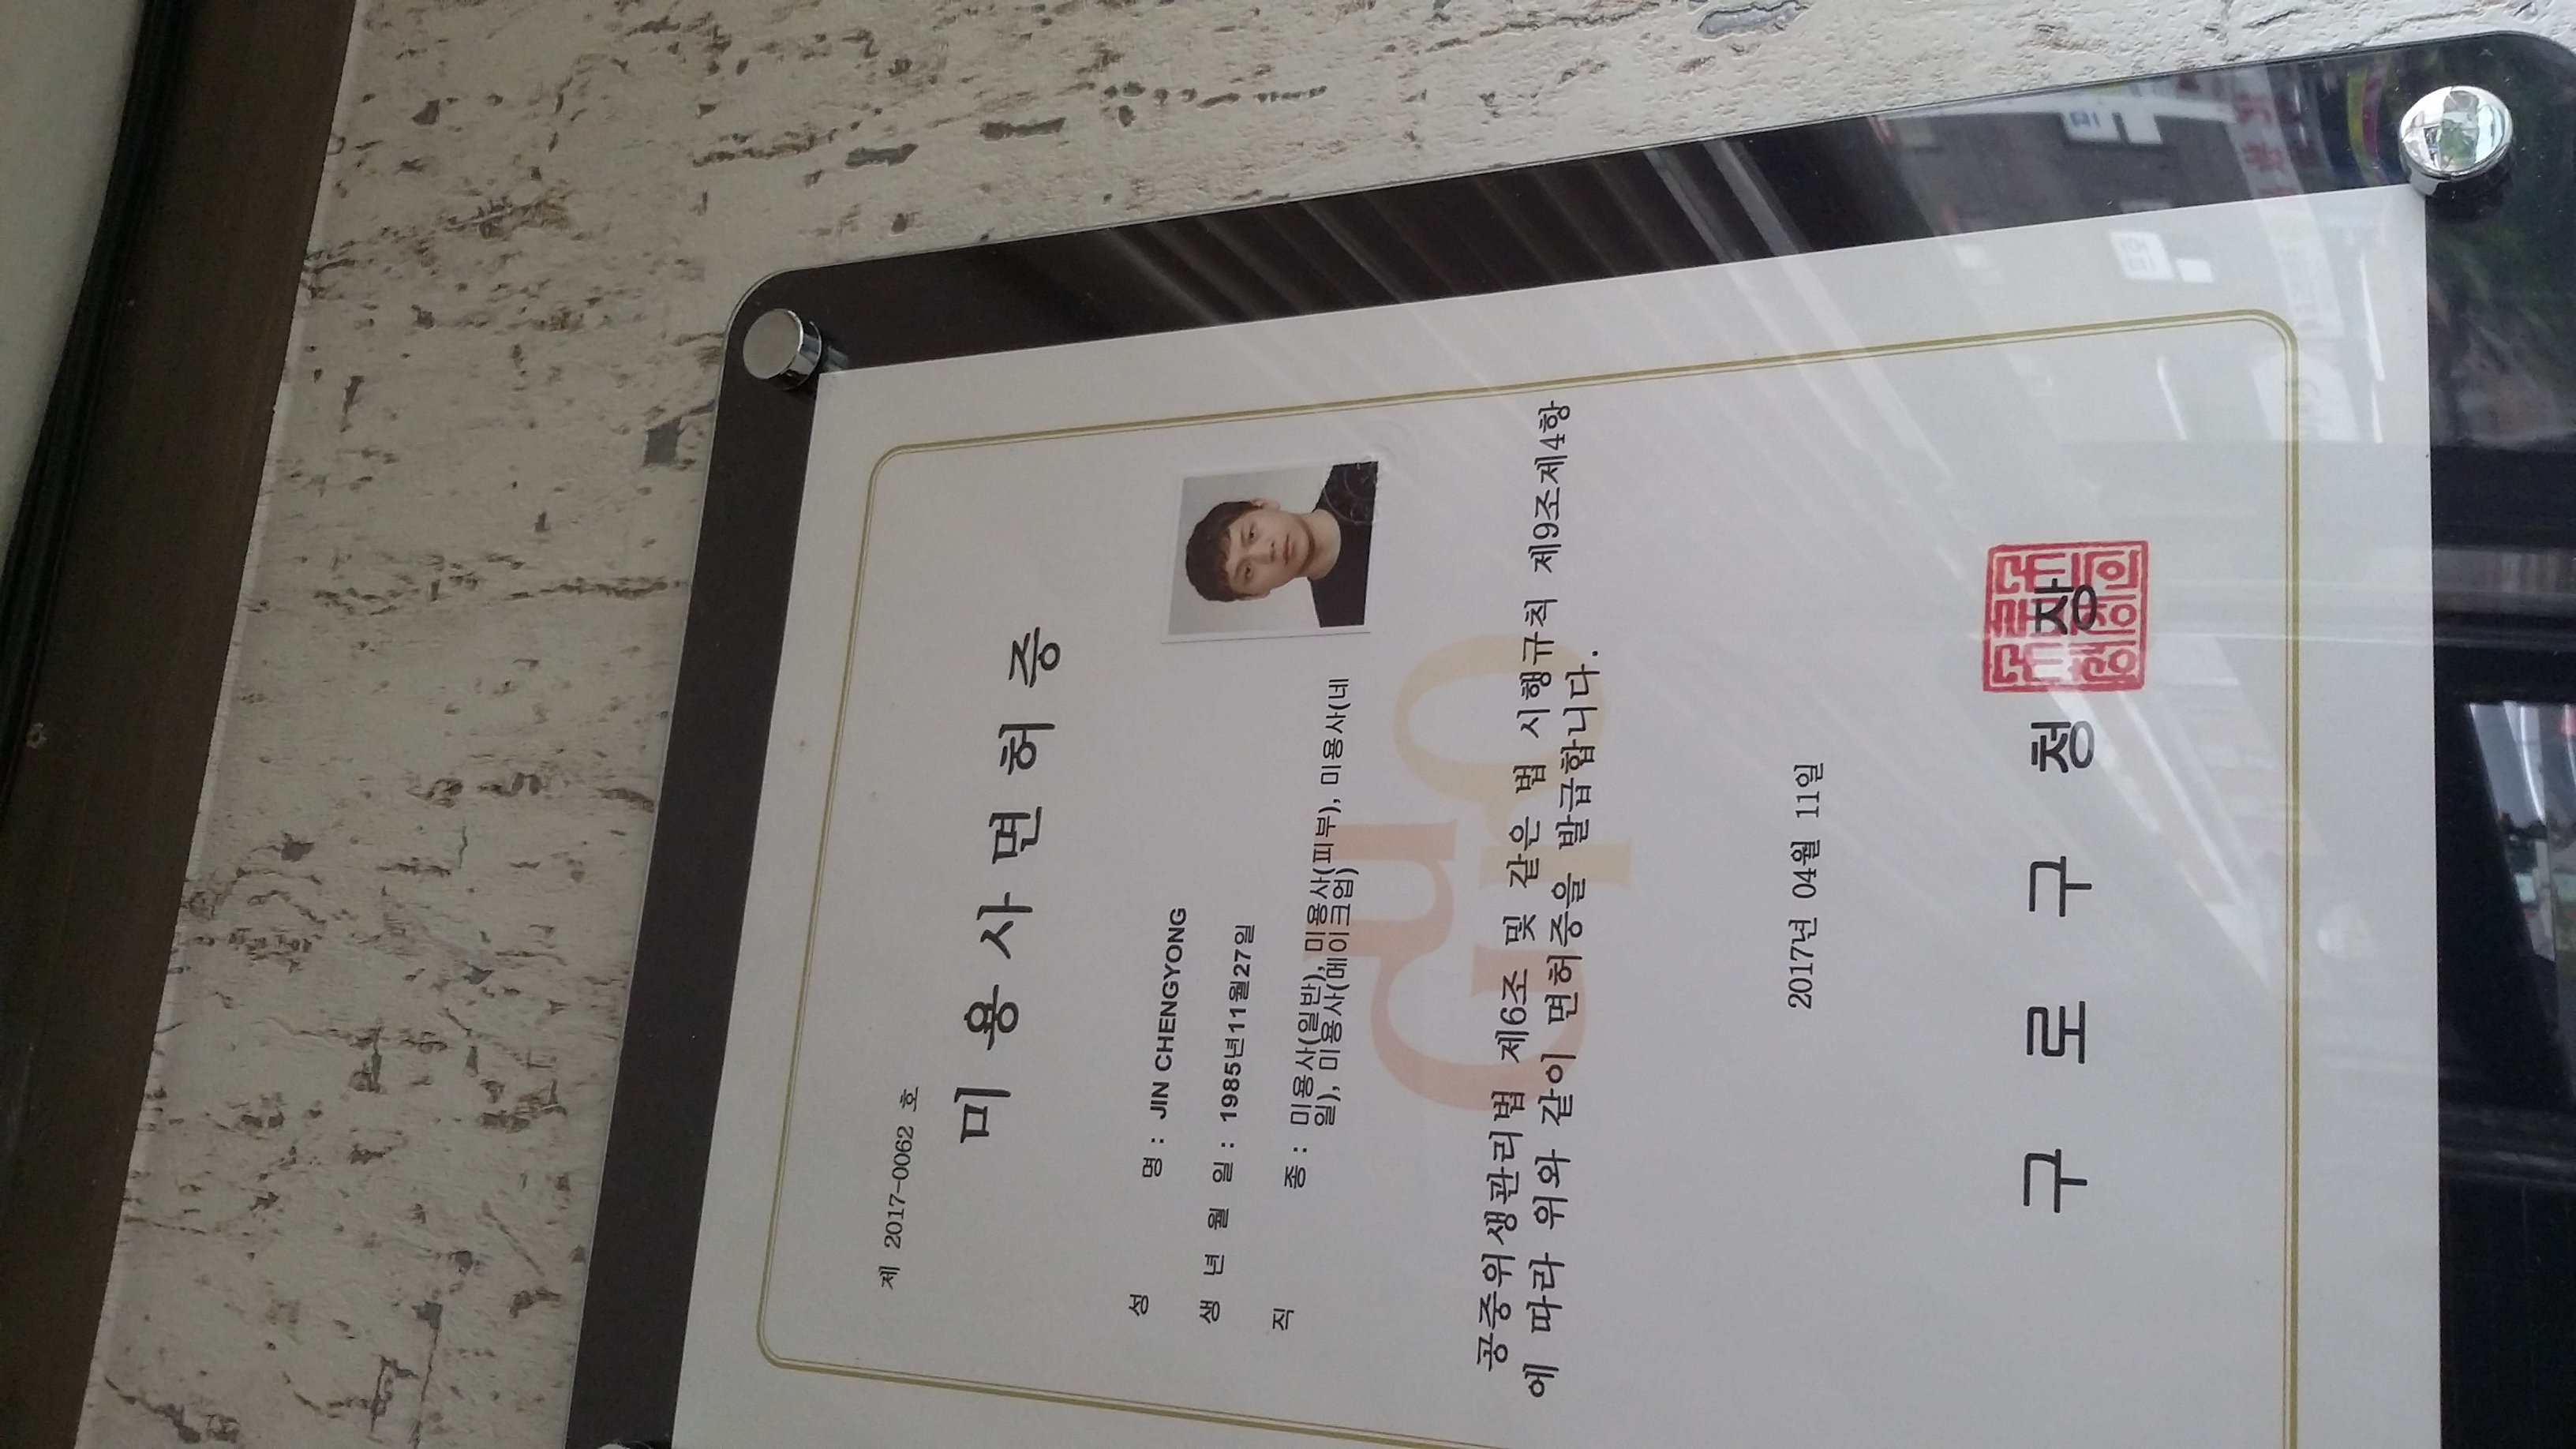 제 2017-0062 호
미 용 사 면 허 증
성 명 : JIN CHENGYONG
생 년 월 일 : 1985년11월27일
직 종 : 미용사(일반), 미용사(피부), 미용사(네
일), 미용사(메이크업)
공중위생관리법 제6조 및 같은 법 시행규칙 제9조제4항
에 따라 위와 같이 면허증을 발급합니다.
2017년 04월 11일
구 로 구 청 장